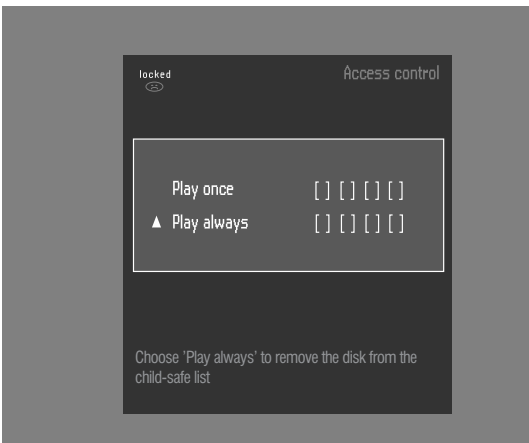 locked
Access control
Play once [ ] [ ] [ ] [ ]
▲ Play always [ ] [ ] [ ] [ ]
Choose 'Play always' to remove the disk from the
child-safe list